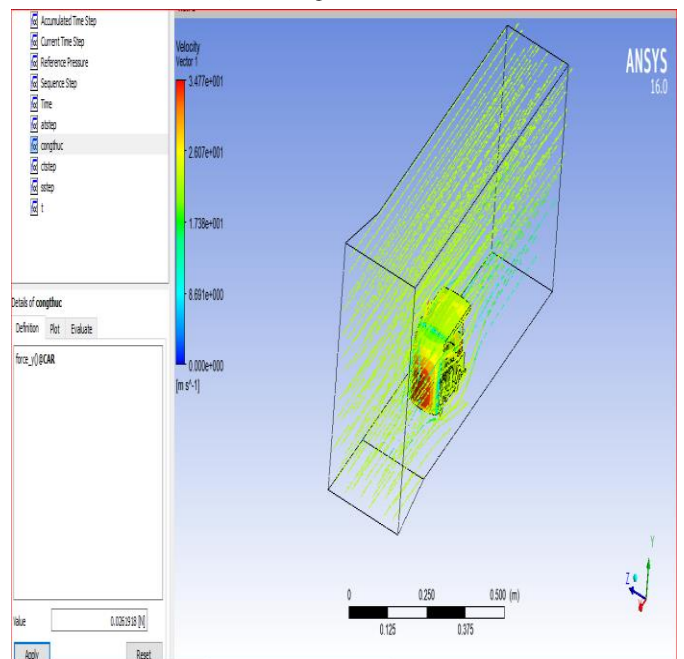 Accumulated Time Step
Current Time Step
Reference Pressure
Sequence Step
Time
atstep
congthuc
ctstep
sstep
t
Details of congthuc
Definition Plot Evaluate
force_y()@CAR
Value 0.0261918 [N]
Apply Reset
Velocity
Vector 1
3.477e+001
2.607e+001
1.738e+001
8.691e+000
0.000e+000
[m s^-1]
ANSYS
16.0
0 0.250 0.500 (m)
0.125 0.375
Y
Z